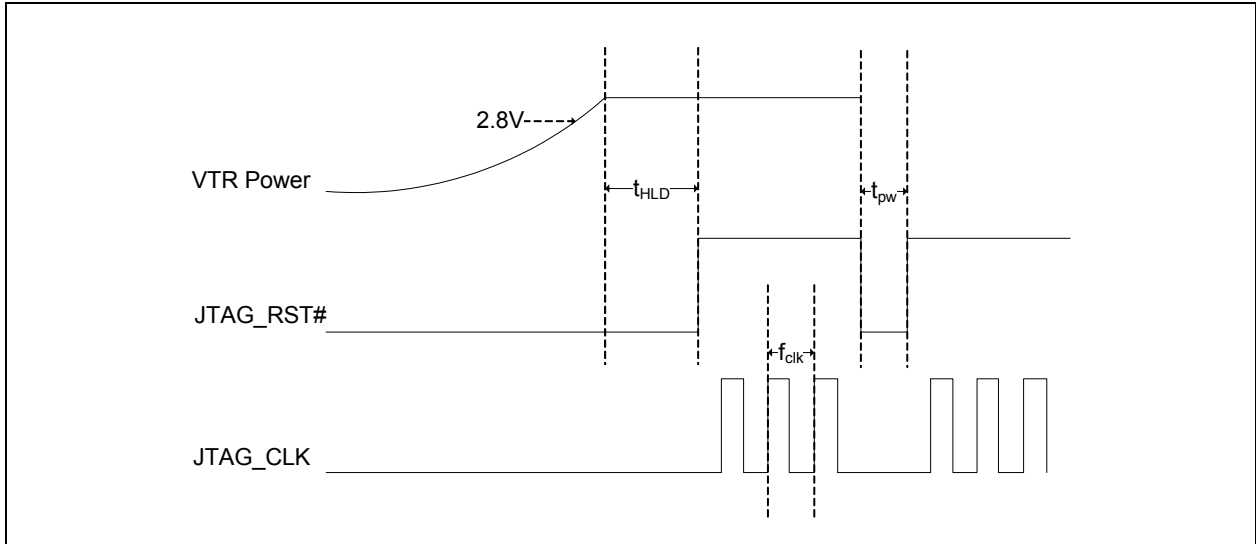 2.8V
VTR Power
tHLD
tpw
JTAG_RST#
fclk
JTAG_CLK